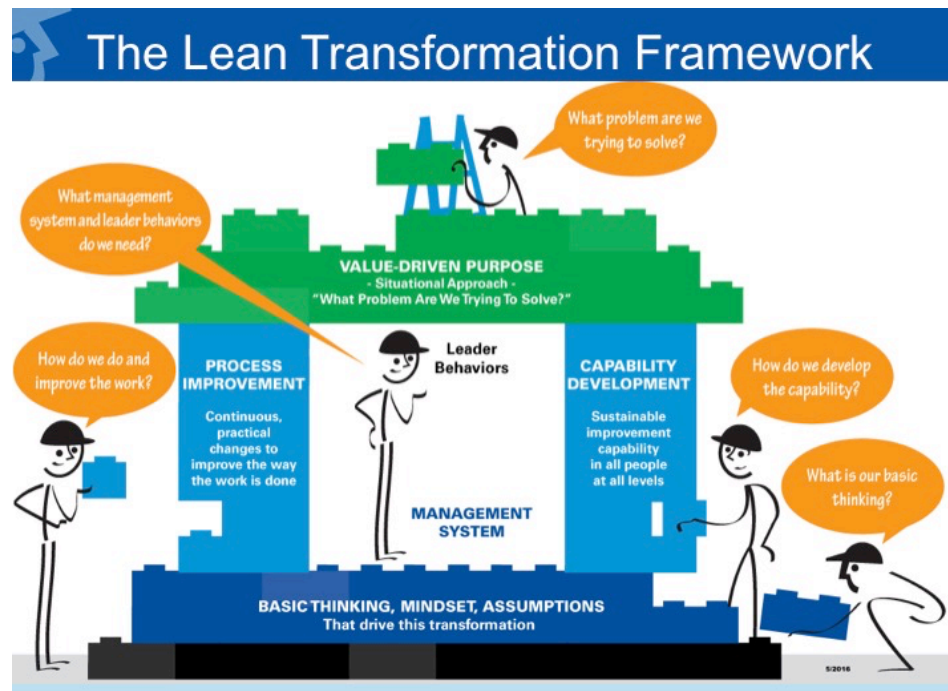 The Lean Transformation Framework
What problem are we
trying to solve?
What management
system and leader behaviors
do we need?
VALUE-DRIVEN PURPOSE
- Situational Approach -
"What Problem Are We Trying To Solve?"
How do we do and
improve the work?
PROCESS
IMPROVEMENT
Continuous,
practical
changes to
improve the way
the work is done
Leader
Behaviors
MANAGEMENT
SYSTEM
CAPABILITY
DEVELOPMENT
Sustainable
improvement
capability
in all people
at all levels
How do we develop
the capability?
What is our basic
thinking?
BASIC THINKING, MINDSET, ASSUMPTIONS
That drive this transformation
5/2016